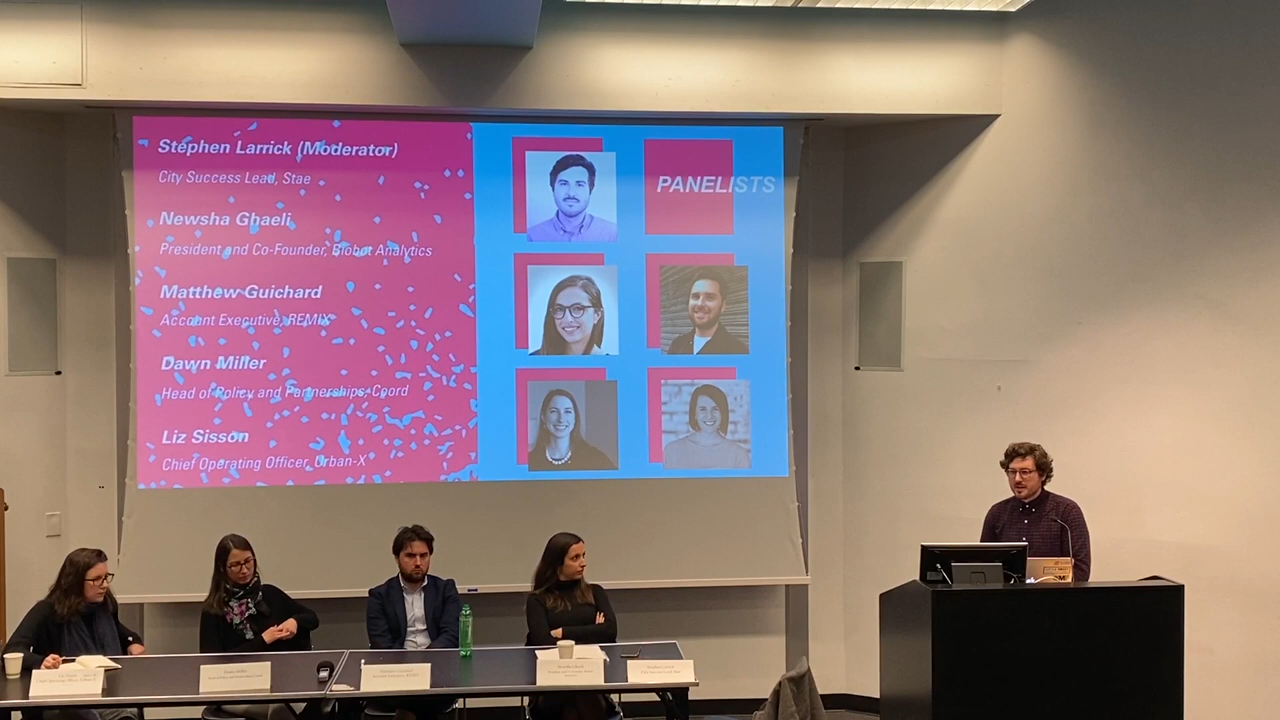 Stephen Larrick (Moderator)
City Success Lead, Stae
Newsha Ghaeli
President and Co-Founder, Biobot Analytics
Matthew Guichard
Account Executive, REMIX
Dawn Miller
Head of Policy and Partnerships, Coord
Liz Sisson
Chief Operating Officer, Urban-X
PANELISTS